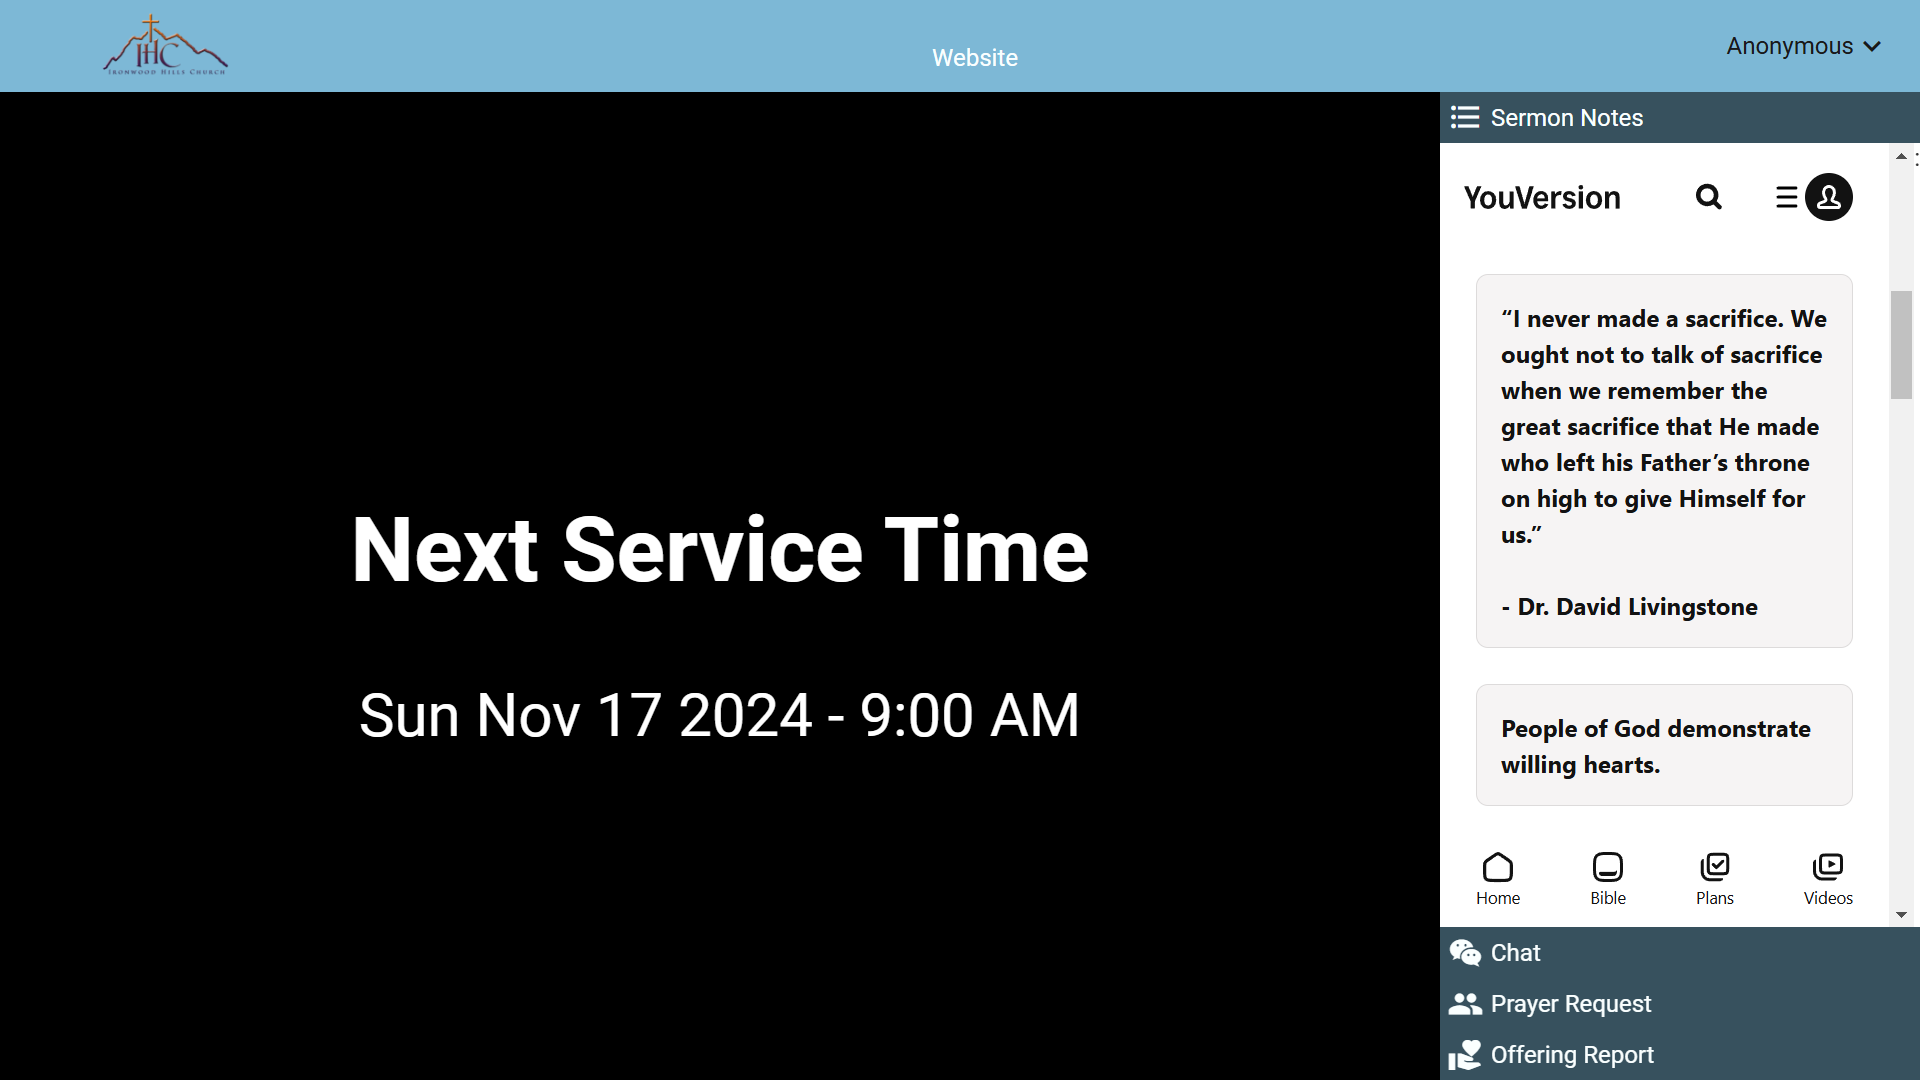 IHC
Ironwood Hills Church
Website
Anonymous
Next Service Time
Sun Nov 17 2024 - 9:00 AM
Sermon Notes
YouVersion
“I never made a sacrifice. We
ought not to talk of sacrifice
when we remember the
great sacrifice that He made
who left his Father’s throne
on high to give Himself for
us.”
- Dr. David Livingstone
People of God demonstrate
willing hearts.
Home
Bible
Plans
Videos
Chat
Prayer Request
Offering Report